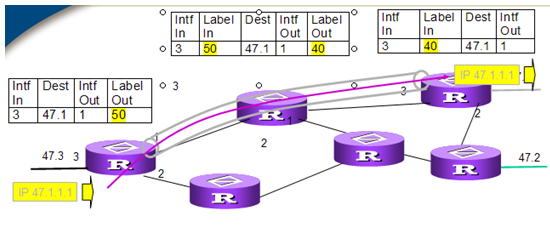 Intf In Label In Dest Intf Out Label Out
3 50 47.1 1 40
Intf In Label In Dest Intf Out
3 40 47.1 1
Intf In Dest Intf Out Label Out
3 47.1 1 50
3
IP 47.1.1.1
3
R
R
1
2
2
R
47.3 3
1
R
R
47.2
2
IP 47.1.1.1
R